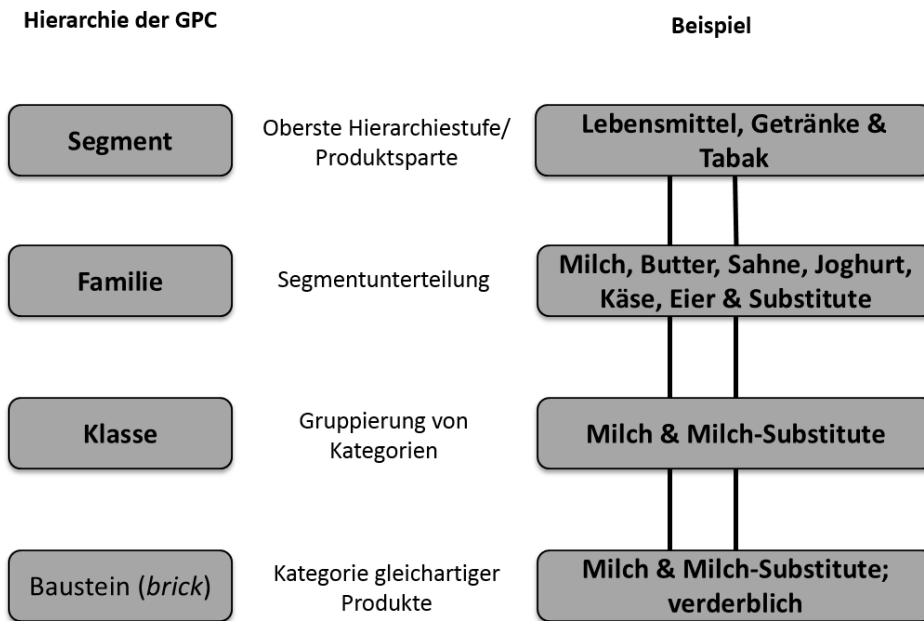 Hierarchie der GPC
Beispiel
Segment
Oberste Hierarchiestufe/
Produktsparte
Lebensmittel, Getränke &
Tabak
Familie
Segmentunterteilung
Milch, Butter, Sahne, Joghurt,
Käse, Eier & Substitute
Klasse
Gruppierung von
Kategorien
Milch & Milch-Substitute
Baustein (brick)
Kategorie gleichartiger
Produkte
Milch & Milch-Substitute;
verderblich